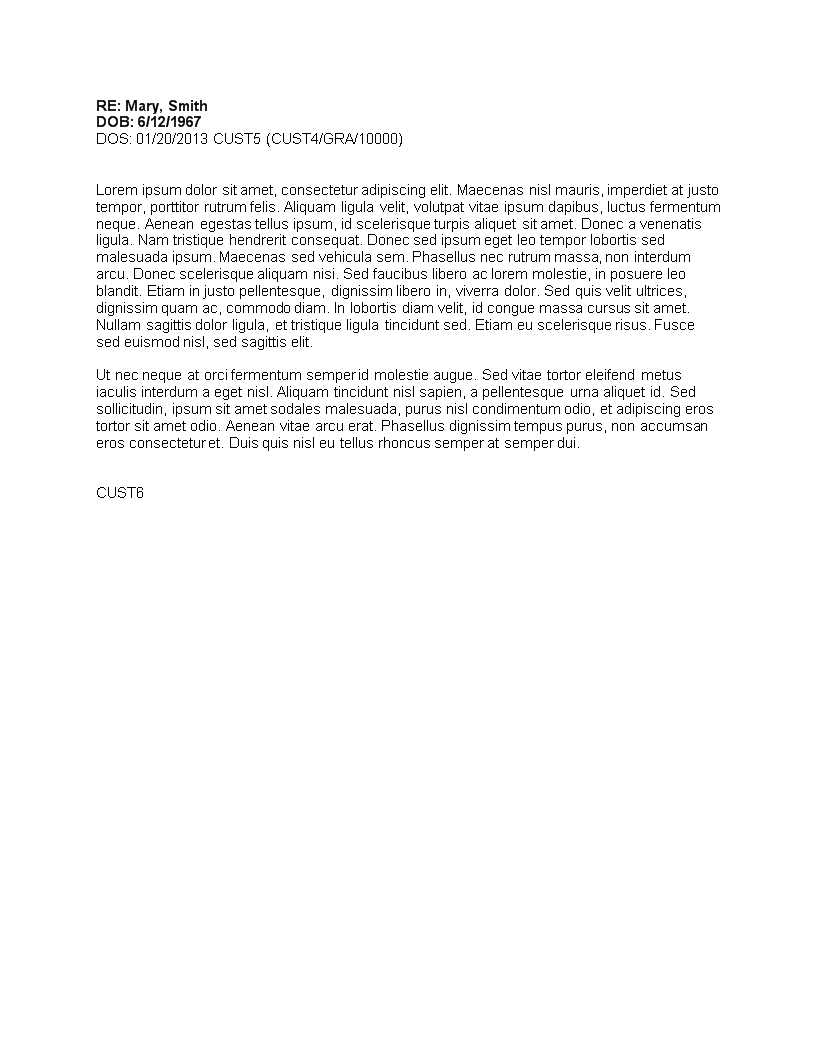 RE: Mary, Smith
DOB: 6/12/1967
DOS: 01/20/2013 CUST5 (CUST4/GRA/10000)
Lorem ipsum dolor sit amet, consectetur adipiscing elit. Maecenas nisl mauris, imperdiet at justo
tempor, porttitor rutrum felis. Aliquam ligula velit, volutpat vitae ipsum dapibus, luctus fermentum
neque. Aenean egestas tellus ipsum, id scelerisque turpis aliquet sit amet. Donec a venenatis
ligula. Nam tristique hendrerit consequat. Donec sed ipsum eget leo tempor lobortis sed
malesuada ipsum. Maecenas sed vehicula sem. Phasellus nec rutrum massa, non interdum
arcu. Donec scelerisque aliquam nisi. Sed faucibus libero ac lorem molestie, in posuere leo
blandit. Etiam in justo pellentesque, dignissim libero in, viverra dolor. Sed quis velit ultrices,
dignissim quam ac, commodo diam. In lobortis diam velit, id congue massa cursus sit amet.
Nullam sagittis dolor ligula, et tristique ligula tincidunt sed. Etiam eu scelerisque risus. Fusce
sed euismod nisl, sed sagittis elit.
Ut nec neque at orci fermentum semper id molestie augue. Sed vitae tortor eleifend metus
iaculis interdum a eget nisl. Aliquam tincidunt nisl sapien, a pellentesque urna aliquet id. Sed
sollicitudin, ipsum sit amet sodales malesuada, purus nisl condimentum odio, et adipiscing eros
tortor sit amet odio. Aenean vitae arcu erat. Phasellus dignissim tempus purus, non accumsan
eros consectetur et. Duis quis nisl eu tellus rhoncus semper at semper dui.
CUST6